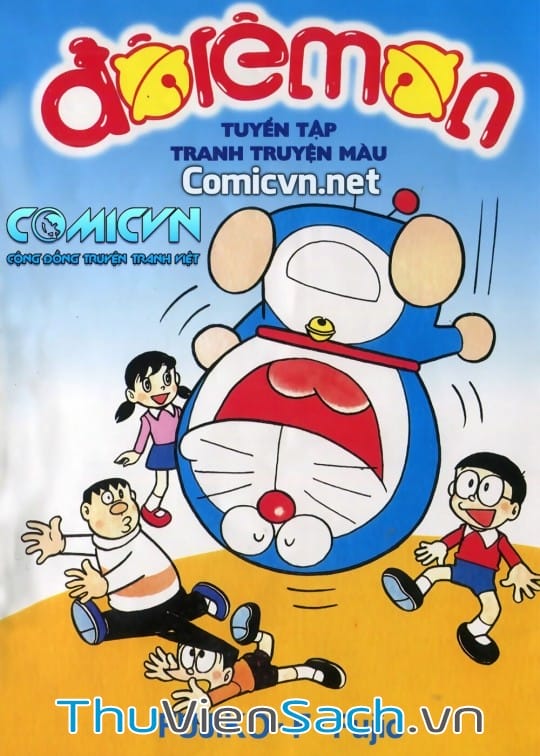 đôrêmon
TUYỂN TẬP
TRANH TRUYỆN MÀU
Comicvn.net
COMICVN
CỘNG ĐỒNG TRUYỆN TRANH VIỆT
ThuVienSach.vn